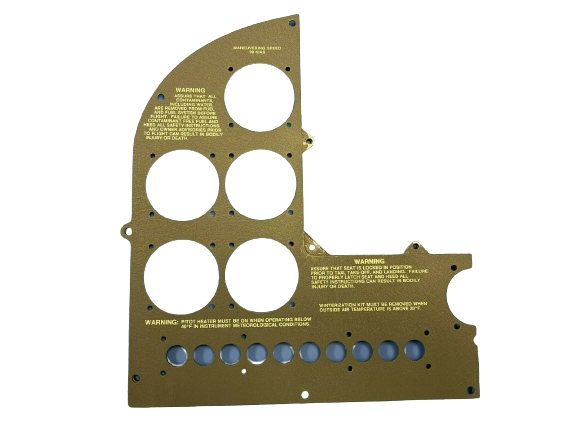 MANEUVERING SPEED
WARNING
ASSURE THAT ALL
CONTAMINANTS,
INCLUDING WATER,
ARE REMOVED FROM FUEL
AND FUEL SYSTEM BEFORE
FLIGHT. FAILURE TO ASSURE
CONTAMINANT FREE FUEL AND
HEED ALL SAFETY INSTRUCTIONS
AND OWNER ADVISORIES PRIOR
TO FLIGHT CAN RESULT IN BODILY
INJURY OR DEATH.
WARNING
ASSURE THAT SEAT IS LOCKED IN POSITION
PRIOR TO TAXI, TAKE-OFF, AND LANDING. FAILURE
TO PROPERLY LATCH SEAT AND HEED ALL
SAFETY INSTRUCTIONS CAN RESULT IN BODILY
INJURY OR DEATH.
WINTERIZATION KIT MUST BE REMOVED WHEN
OUTSIDE AIR TEMPERATURE IS ABOVE 20°F.
WARNING: PITOT HEATER MUST BE ON WHEN OPERATING BELOW
40°F IN INSTRUMENT METEOROLOGICAL CONDITIONS.